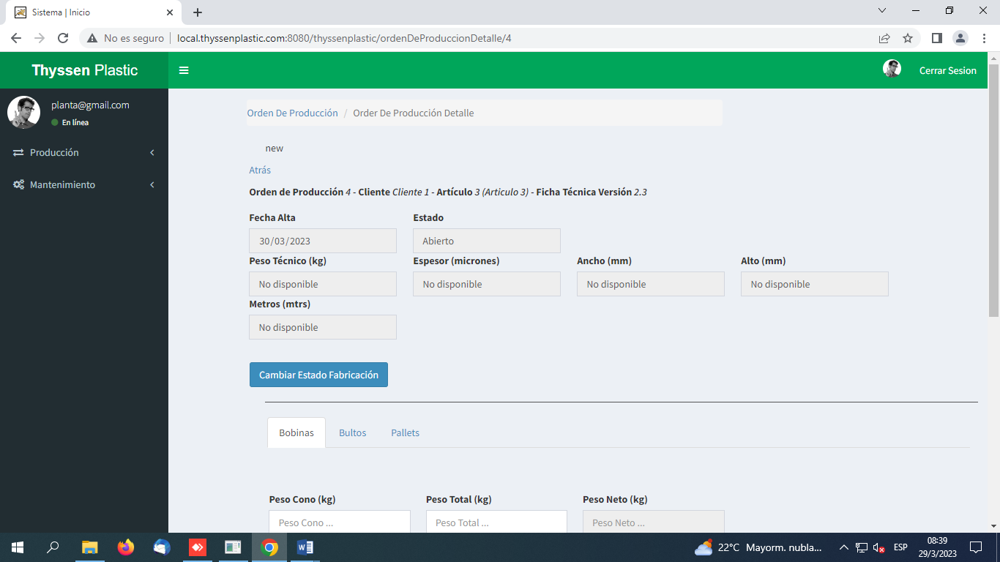 Sistema | Inicio
No es seguro
local.thyssenplastic.com:8080/thyssenplastic/ordenDeProduccionDetalle/4
Thyssen Plastic
Cerrar Sesion
planta@gmail.com
En línea
Producción
Mantenimiento
Orden De Producción / Order De Producción Detalle
new
Atrás
Orden de Producción 4 - Cliente Cliente 1 - Artículo 3 (Articulo 3) - Ficha Técnica Versión 2.3
Fecha Alta Estado
30/03/2023 Abierto
Peso Técnico (kg) Espesor (micrones) Ancho (mm) Alto (mm)
No disponible No disponible No disponible No disponible
Metros (mtrs)
No disponible
Cambiar Estado Fabricación
Bobinas Bultos Pallets
Peso Cono (kg) Peso Total (kg) Peso Neto (kg)
Peso Cono ... Peso Total ... Peso Neto ...
22°C Mayorm. nubla... ESP 08:39
29/3/2023